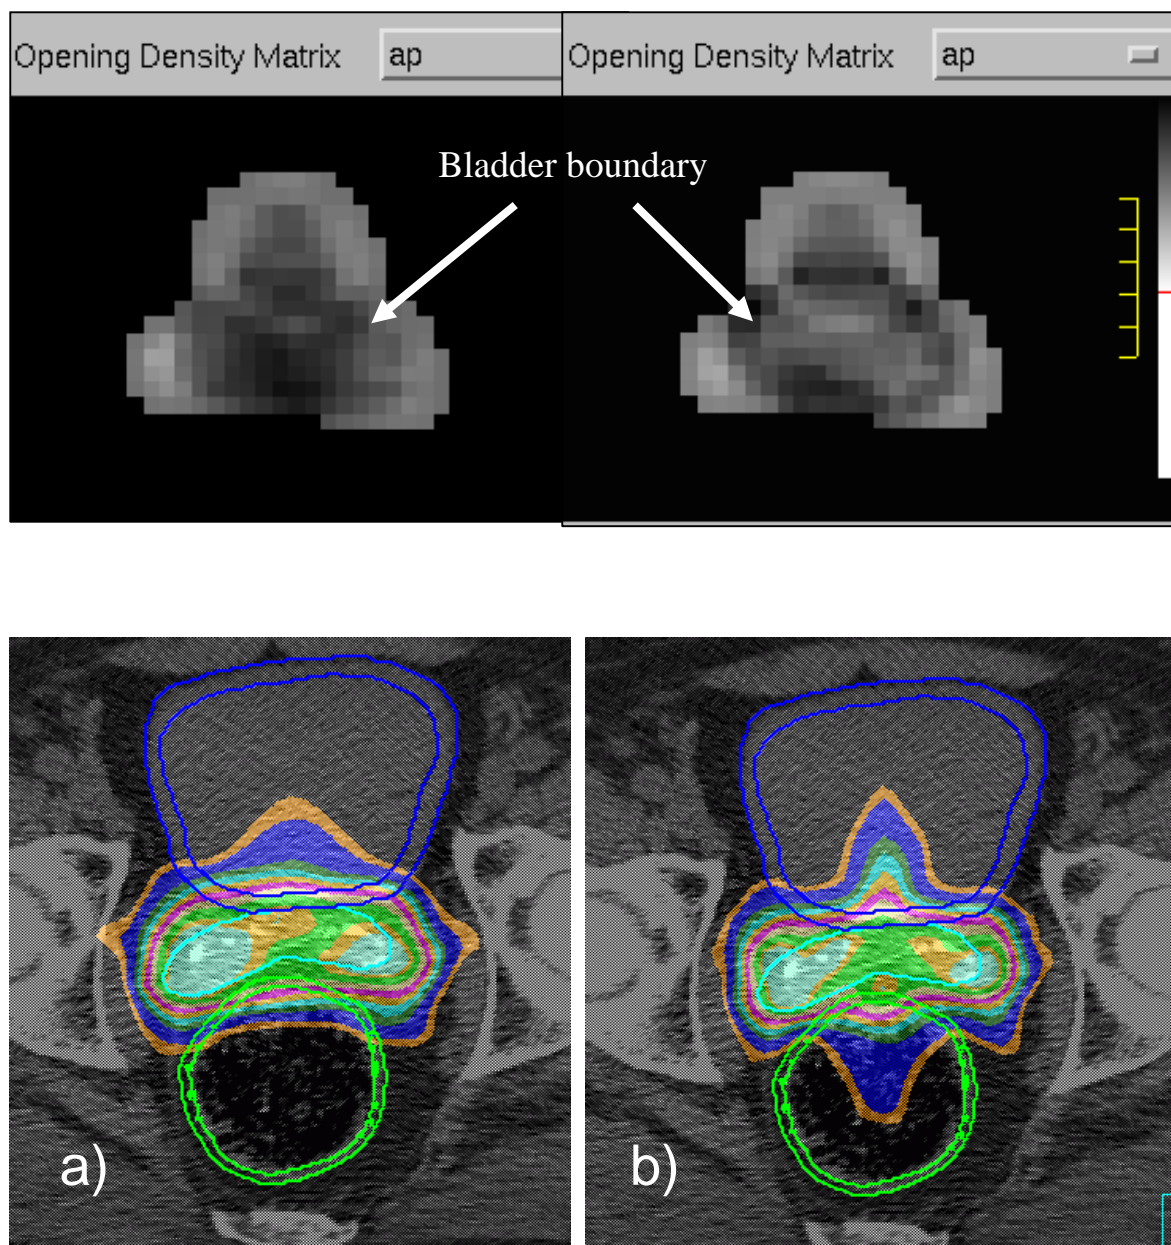 Opening Density Matrix ap
Opening Density Matrix ap
Bladder boundary
a)
b)